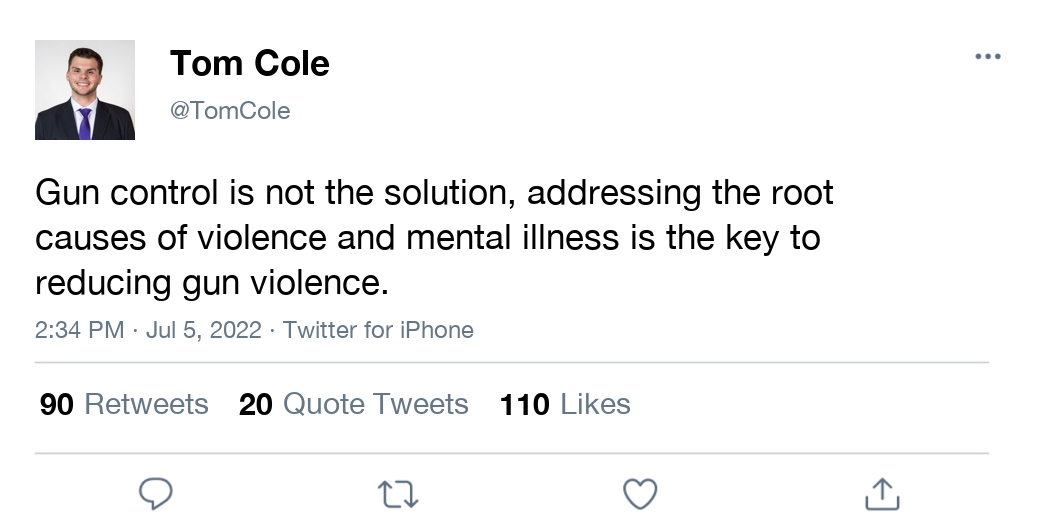 Tom Cole
@TomCole
Gun control is not the solution, addressing the root
causes of violence and mental illness is the key to
reducing gun violence.
2:34 PM · Jul 5, 2022 · Twitter for iPhone
90 Retweets 20 Quote Tweets 110 Likes